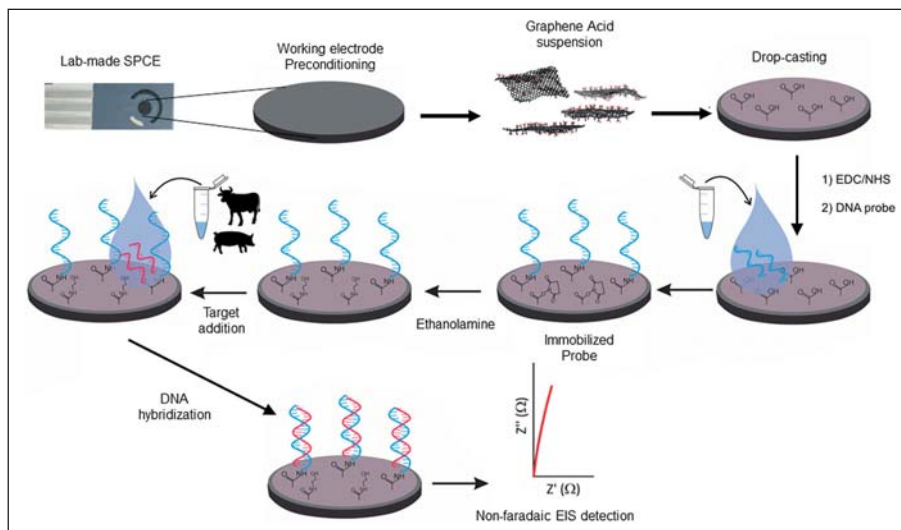 Lab-made SPCE
Working electrode
Preconditioning
Graphene Acid
suspension
Drop-casting
1) EDC/NHS
2) DNA probe
Immobilized
Probe
Ethanolamine
Target
addition
DNA
hybridization
Z'' (Ω)
Z' (Ω)
Non-faradaic EIS detection